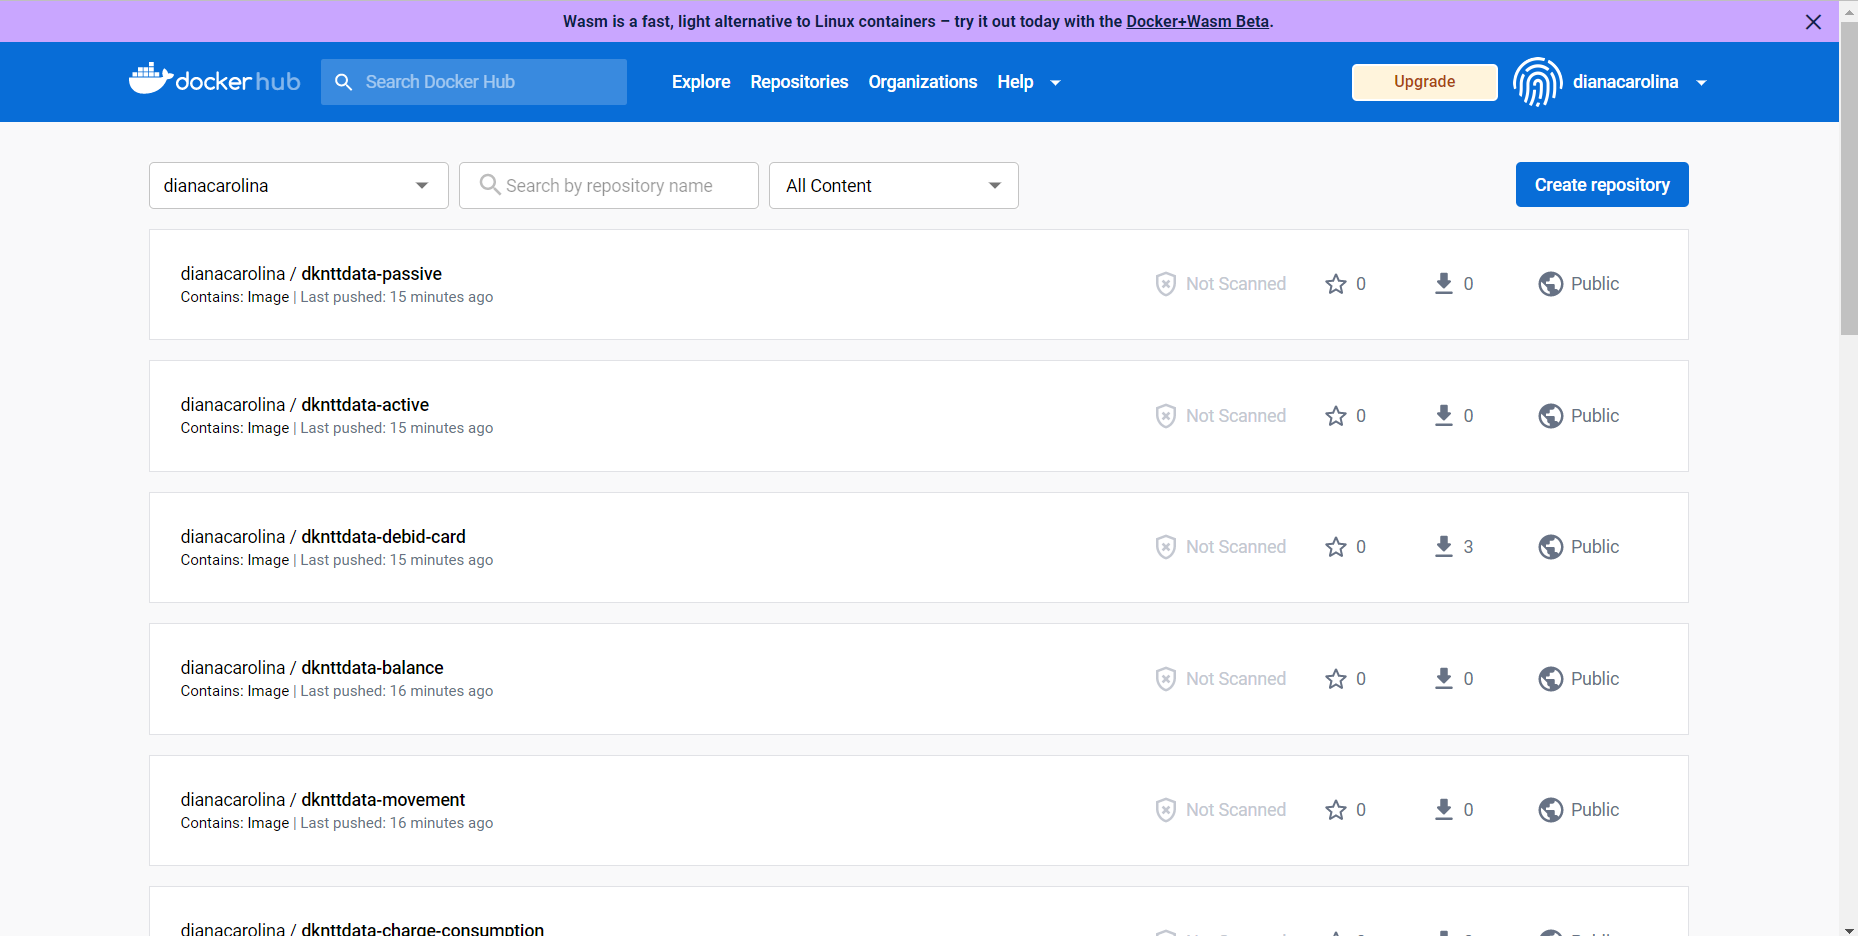 Wasm is a fast, light alternative to Linux containers – try it out today with the Docker+Wasm Beta.
docker hub
Search Docker Hub
Explore
Repositories
Organizations
Help
Upgrade
dianacarolina
dianacarolina
Search by repository name
All Content
Create repository
dianacarolina / dknttdata-passive
Contains: Image | Last pushed: 15 minutes ago
Not Scanned
0
0
Public
dianacarolina / dknttdata-active
Contains: Image | Last pushed: 15 minutes ago
Not Scanned
0
0
Public
dianacarolina / dknttdata-debid-card
Contains: Image | Last pushed: 15 minutes ago
Not Scanned
0
3
Public
dianacarolina / dknttdata-balance
Contains: Image | Last pushed: 16 minutes ago
Not Scanned
0
0
Public
dianacarolina / dknttdata-movement
Contains: Image | Last pushed: 16 minutes ago
Not Scanned
0
0
Public
dianacarolina / dknttdata-charge-consumption